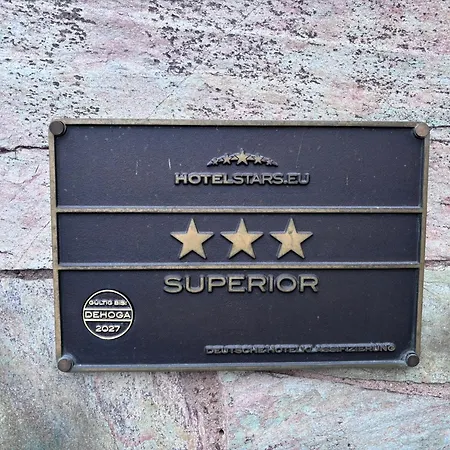 HOTELSTARS.EU
SUPERIOR
GÜLTIG BIS:
DEHOGA
2027
DEUTSCHE HOTELKLASSIFIZIERUNG